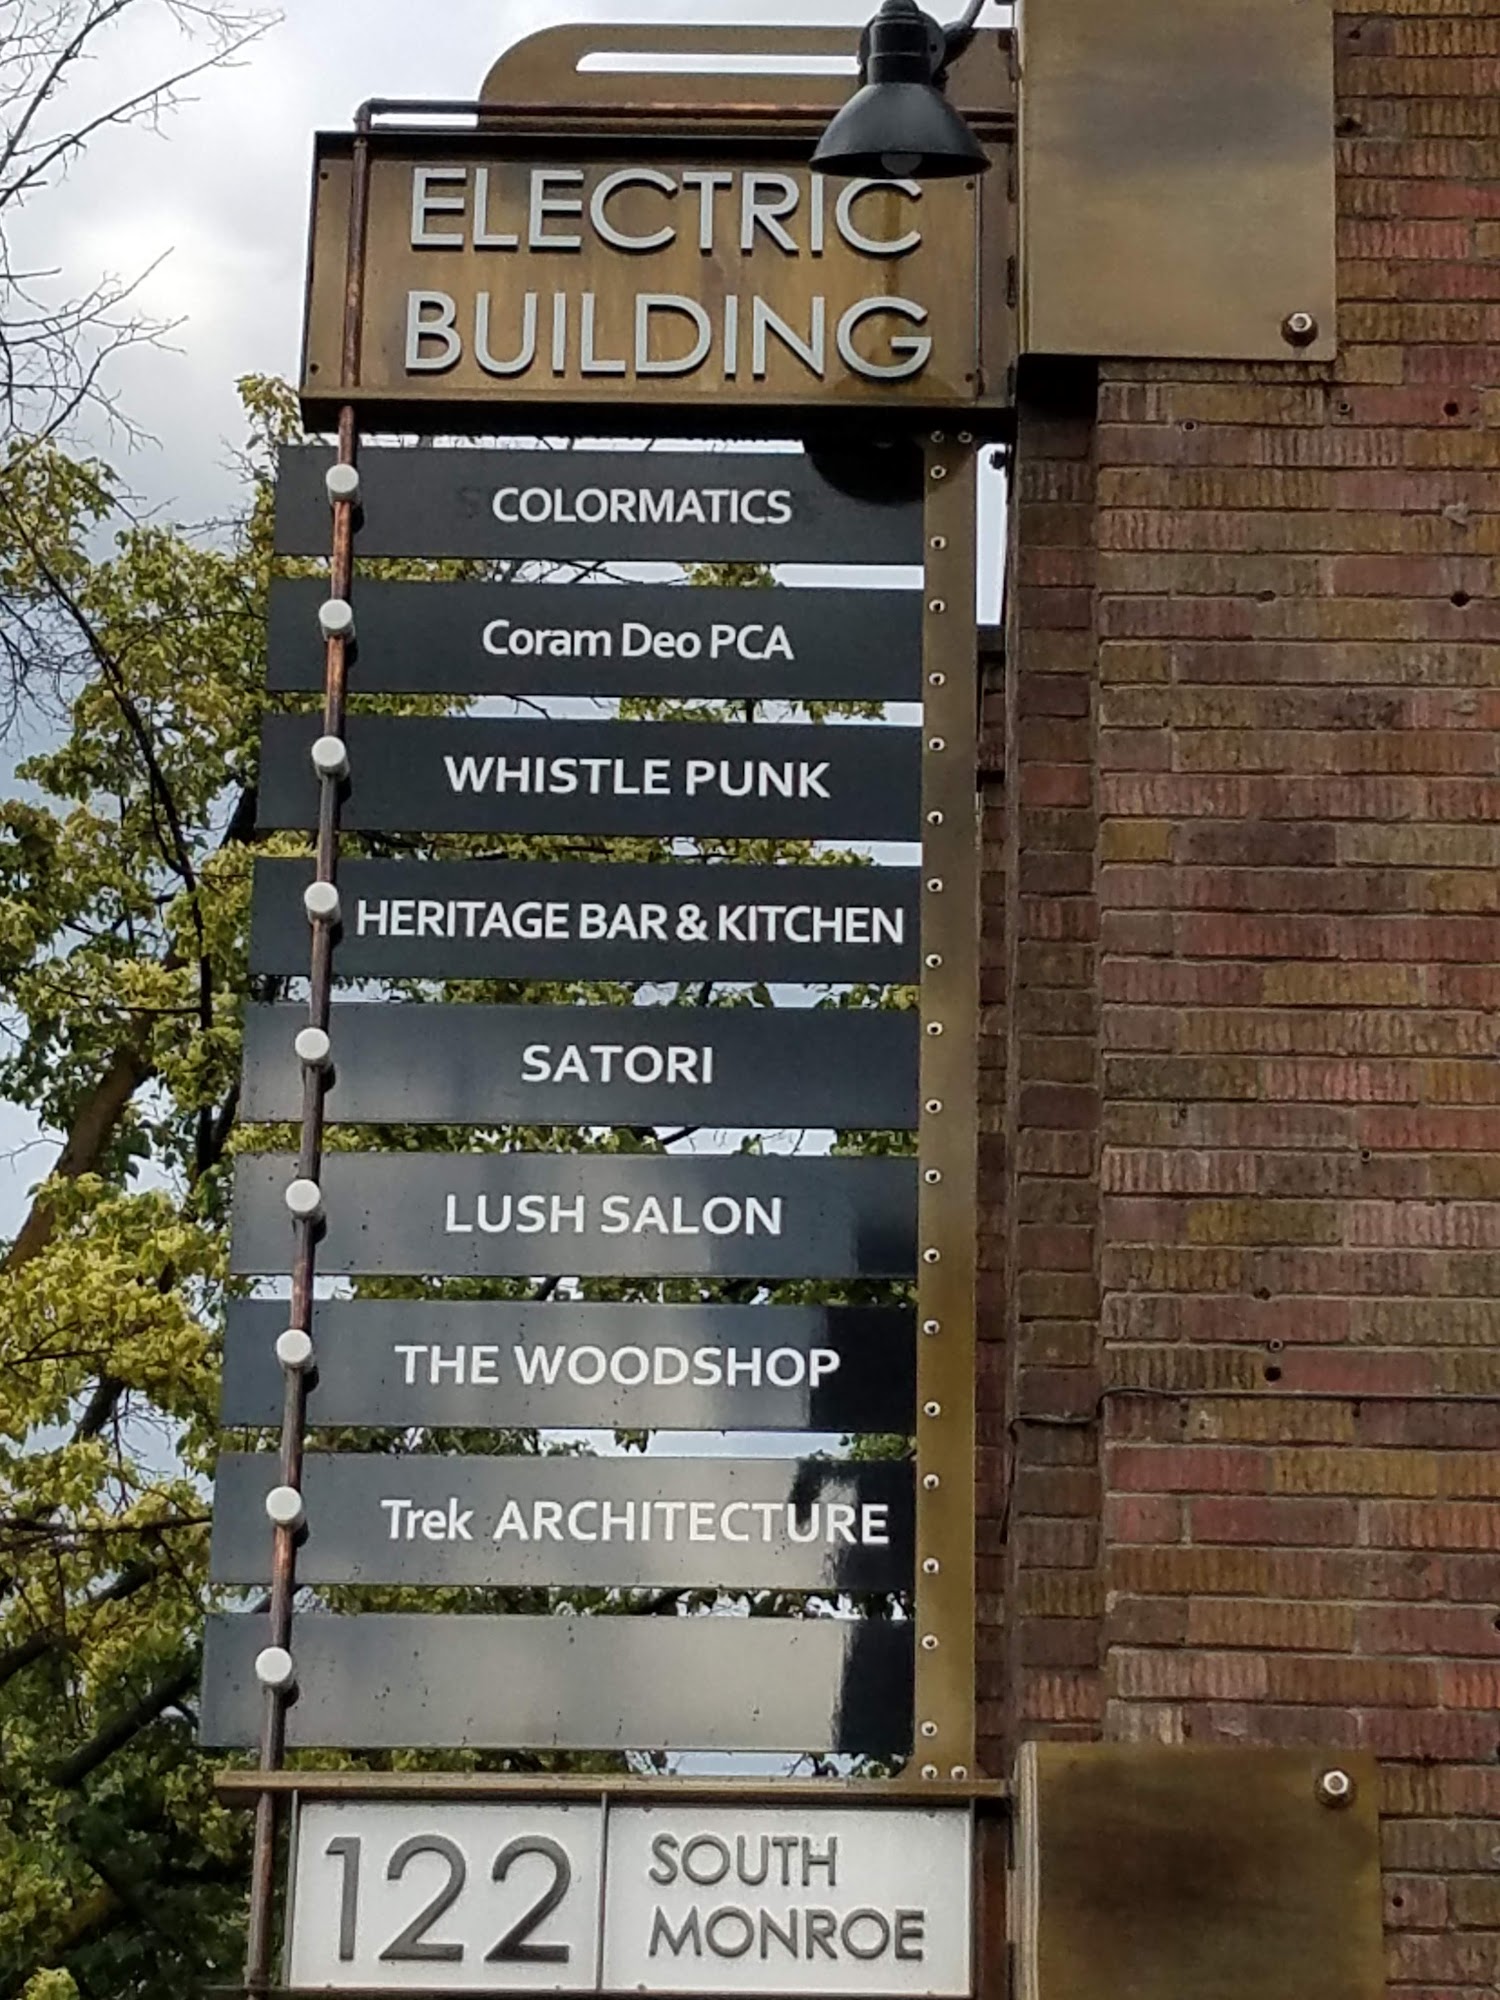 ELECTRIC
BUILDING
COLORMATICS
Coram Deo PCA
WHISTLE PUNK
HERITAGE BAR & KITCHEN
SATORI
LUSH SALON
THE WOODSHOP
Trek ARCHITECTURE
122
SOUTH
MONROE